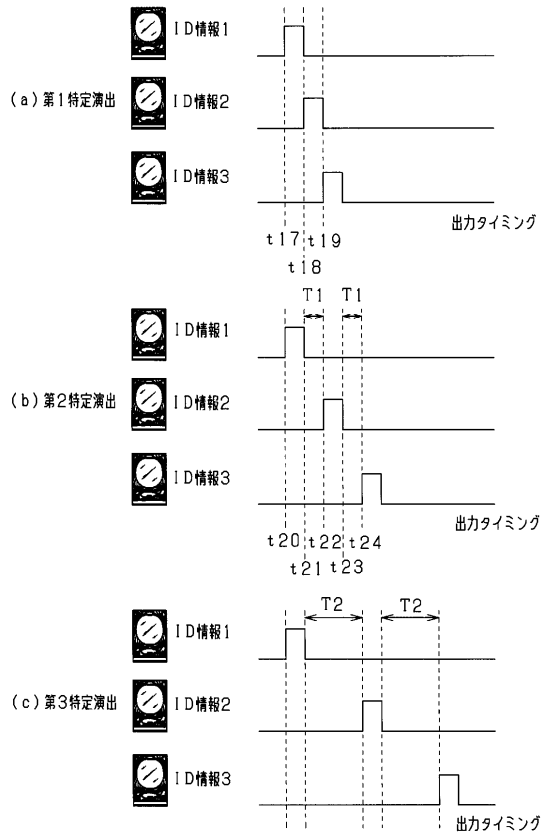 ID情報1
(a)第1特定演出
ID情報2
ID情報3
出力タイミング
t17 t19
t18
T1 T1
ID情報1
(b)第2特定演出
ID情報2
ID情報3
出力タイミング
t20 t22 t24
t21 t23
T2 T2
ID情報1
(c)第3特定演出
ID情報2
ID情報3
出力タイミング